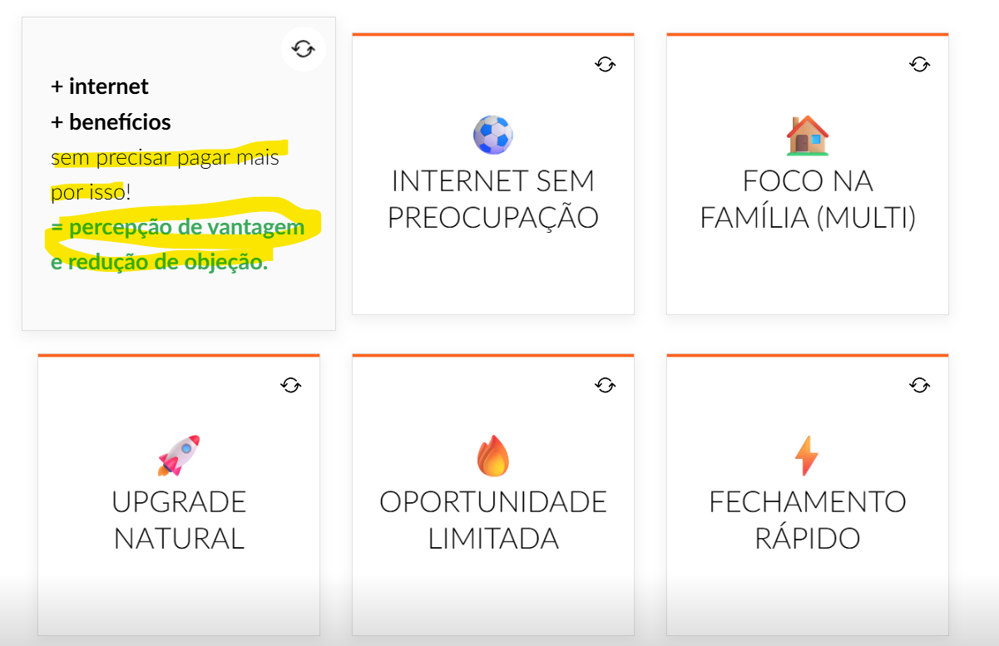 + internet
+ benefícios
sem precisar pagar mais
por isso!
= percepção de vantagem
e redução de objeção.
INTERNET SEM
PREOCUPAÇÃO
FOCO NA
FAMÍLIA (MULTI)
UPGRADE
NATURAL
OPORTUNIDADE
LIMITADA
FECHAMENTO
RÁPIDO